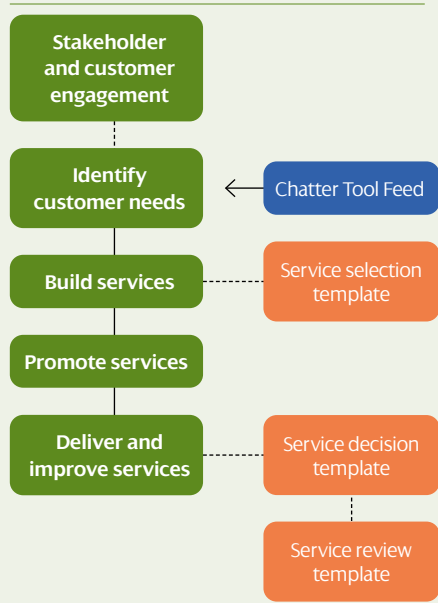 Stakeholder
and customer
engagement
Identify
customer needs
Chatter Tool Feed
Build services
Service selection
template
Promote services
Deliver and
improve services
Service decision
template
Service review
template